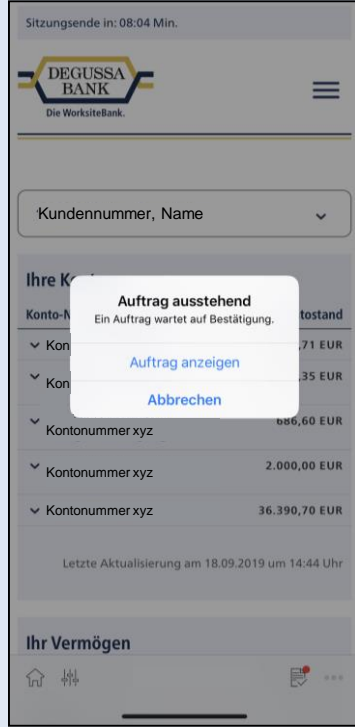 Sitzungsende in: 08:04 Min.
DEGUSSA
BANK
Die WorksiteBank.
Kundennummer, Name
Ihre K
Auftrag ausstehend
Konto-N
Ein Auftrag wartet auf Bestätigung.
tostand
Kon
,71 EUR
Auftrag anzeigen
Kon
,35 EUR
Abbrechen
Kontonummer xyz 686,60 EUR
Kontonummer xyz 2.000,00 EUR
Kontonummer xyz 36.390,70 EUR
Letzte Aktualisierung am 18.09.2019 um 14:44 Uhr
Ihr Vermögen